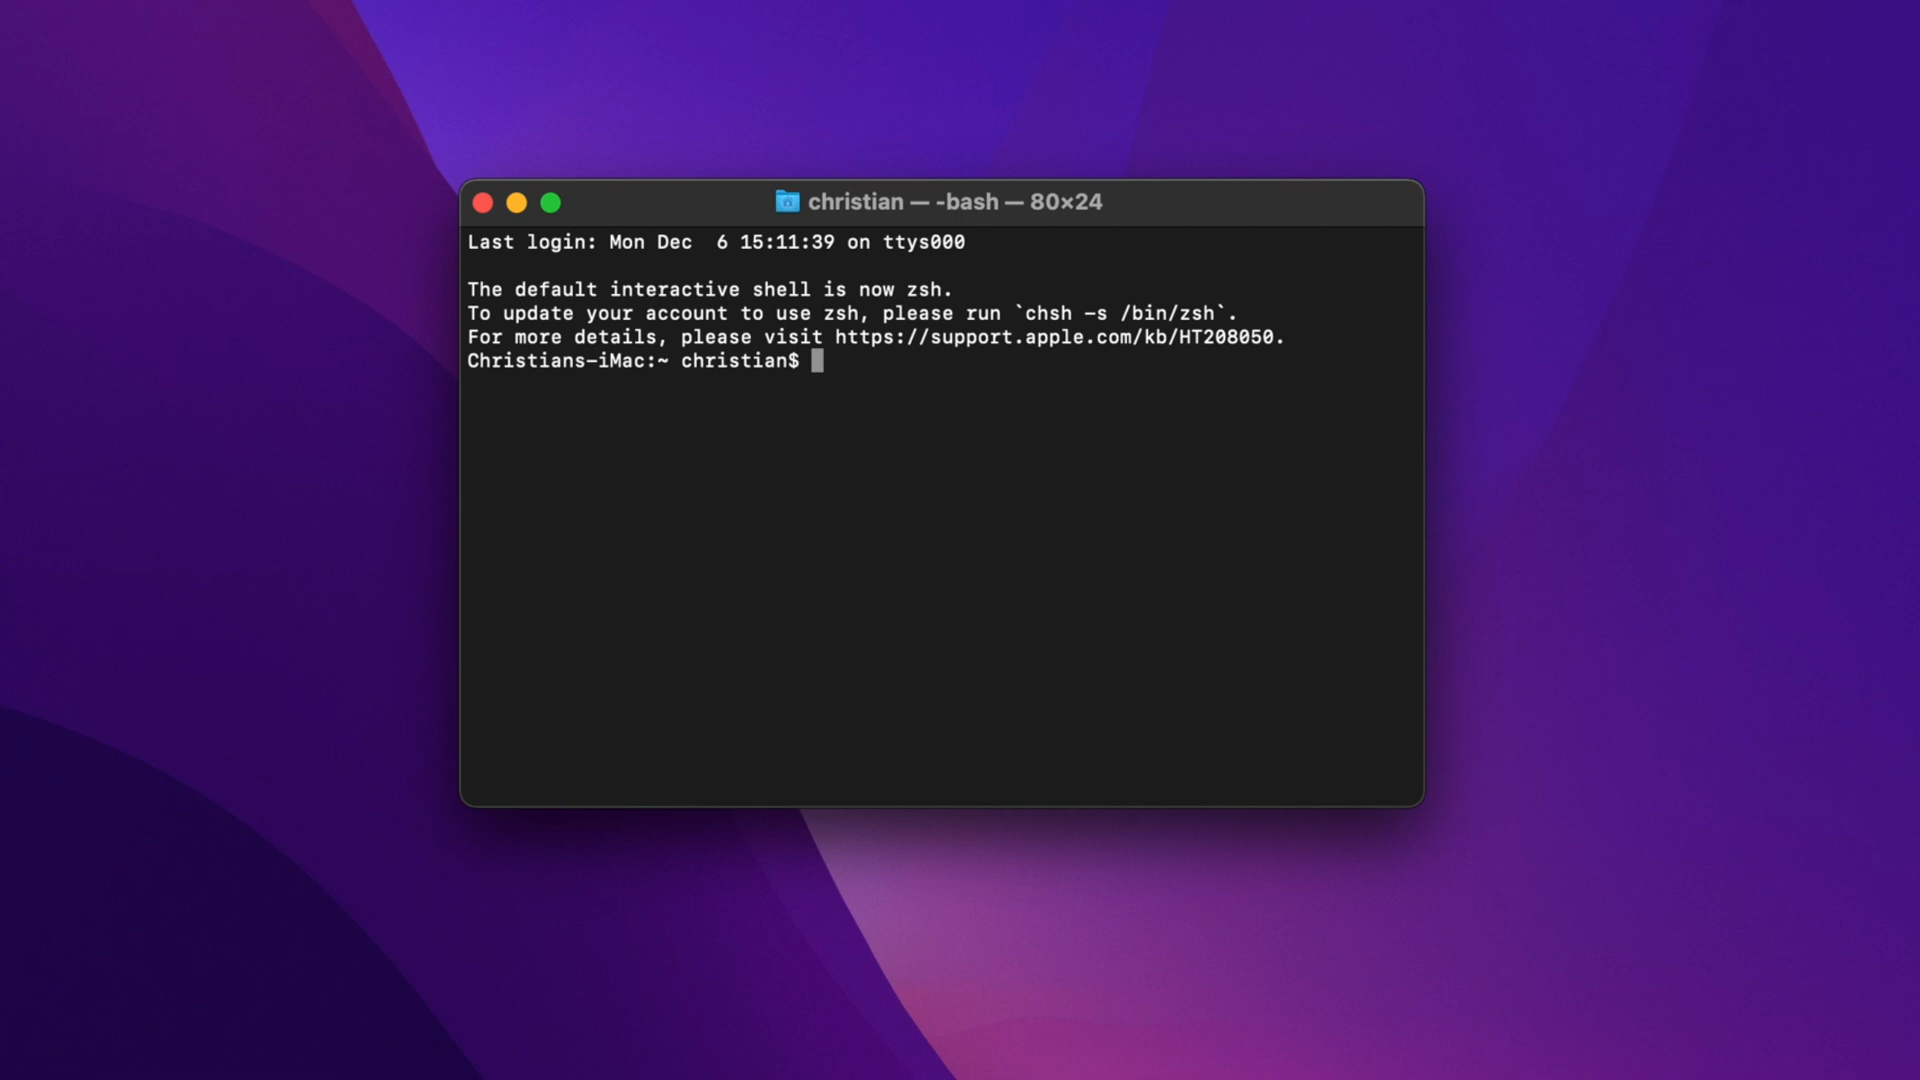 christian — -bash — 80×24
Last login: Mon Dec  6 15:11:39 on ttys000
The default interactive shell is now zsh.
To update your account to use zsh, please run `chsh -s /bin/zsh`.
For more details, please visit https://support.apple.com/kb/HT208050.
Christians-iMac:~ christian$